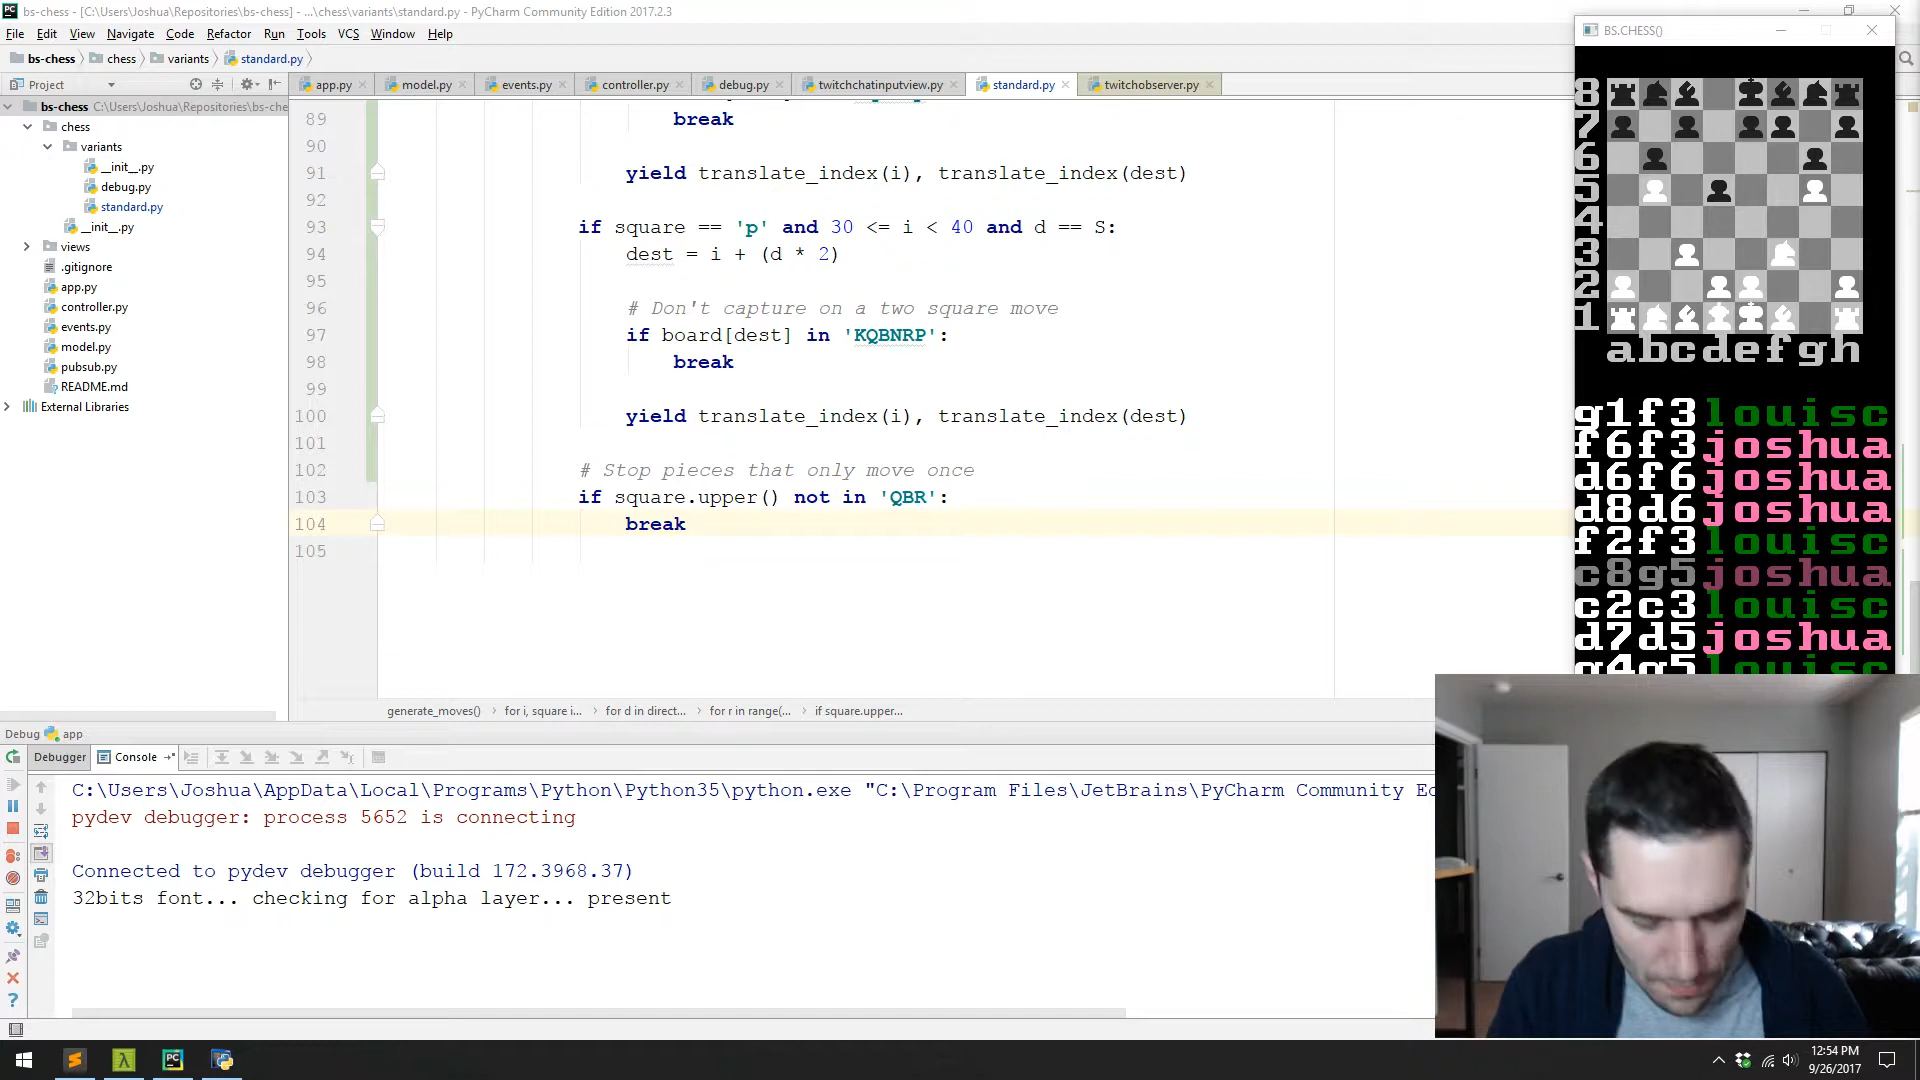 bs-chess - [C:\Users\Joshua\Repositories\bs-chess] - ...\chess\variants\standard.py - PyCharm Community Edition 2017.2.3
File Edit View Navigate Code Refactor Run Tools VCS Window Help
bs-chess chess variants standard.py
Project
app.py model.py events.py controller.py debug.py twitchchatinputview.py standard.py twitchobserver.py
bs-chess C:\Users\Joshua\Repositories\bs-che
chess
variants
__init__.py
debug.py
standard.py
__init__.py
views
.gitignore
app.py
controller.py
events.py
model.py
pubsub.py
README.md
External Libraries
89 break
90
91 yield translate_index(i), translate_index(dest)
92
93 if square == 'p' and 30 <= i < 40 and d == S:
94 dest = i + (d * 2)
95
96 # Don't capture on a two square move
97 if board[dest] in 'KQBNRP':
98 break
99
100 yield translate_index(i), translate_index(dest)
101
102 # Stop pieces that only move once
103 if square.upper() not in 'QBR':
104 break
105
generate_moves() for i, square i... for d in direct... for r in range(... if square.upper...
Debug app
Debugger Console
C:\Users\Joshua\AppData\Local\Programs\Python\Python35\python.exe "C:\Program Files\JetBrains\PyCharm Community Ed
pydev debugger: process 5652 is connecting
Connected to pydev debugger (build 172.3968.37)
32bits font... checking for alpha layer... present
BS.CHESS()
8
7
6
5
4
3
2
1
abcdefgh
g1f3 louisc
f6f3 joshua
d6f6 joshua
d8d6 joshua
f2f3 louisc
c8g5 joshua
c2c3 louisc
d7d5 joshua
g4g5 louisc
12:54 PM
9/26/2017